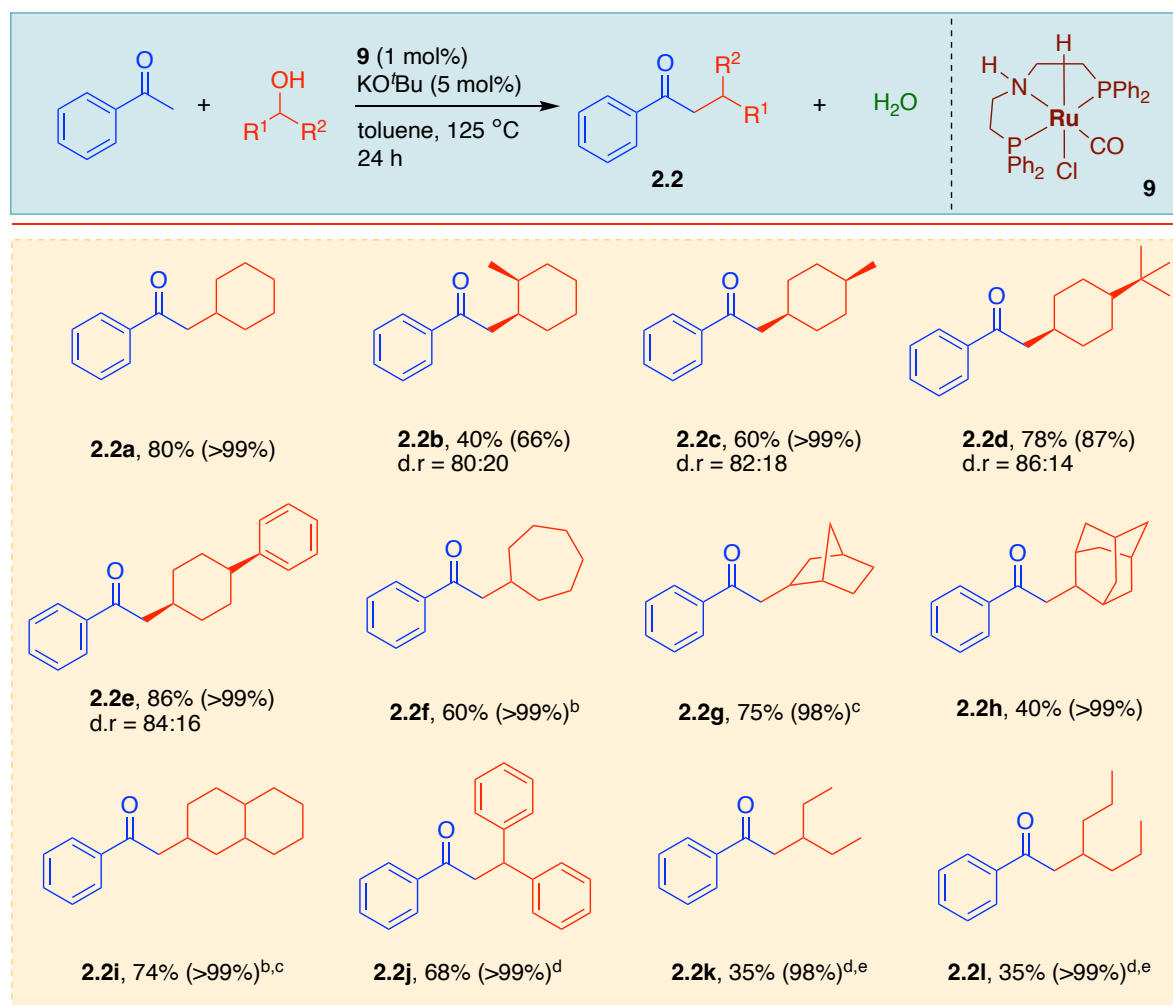 O
+
OH
R¹ R²
9 (1 mol%)
KOᵗBu (5 mol%)
toluene, 125 °C
24 h
O
R²
R¹
2.2
+
H₂O
H
H
N
PPh₂
Ru
P
Ph₂
CO
Cl
9
O
2.2a, 80% (>99%)
O
2.2b, 40% (66%)
d.r = 80:20
O
2.2c, 60% (>99%)
d.r = 82:18
O
2.2d, 78% (87%)
d.r = 86:14
O
2.2e, 86% (>99%)
d.r = 84:16
O
2.2f, 60% (>99%)ᵇ
O
2.2g, 75% (98%)ᶜ
O
2.2h, 40% (>99%)
O
2.2i, 74% (>99%)ᵇ,ᶜ
O
2.2j, 68% (>99%)ᵈ
O
2.2k, 35% (98%)ᵈ,ᵉ
O
2.2l, 35% (>99%)ᵈ,ᵉ